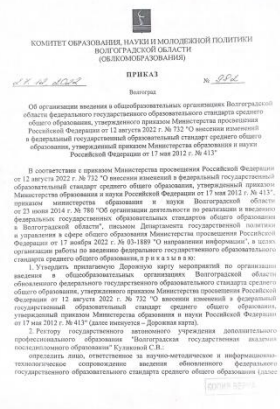 КОМИТЕТ ОБРАЗОВАНИЯ, НАУКИ И МОЛОДЕЖНОЙ ПОЛИТИКИ
ВОЛГОГРАДСКОЙ ОБЛАСТИ
(ОБЛКОМОБРАЗОВАНИЯ)
ПРИКАЗ
№
Волгоград
Об организации введения в общеобразовательных организациях Волгоградской
области федерального государственного образовательного стандарта среднего
общего образования, утвержденного приказом Министерства просвещения
Российской Федерации от 12 августа 2022 г. № 732 "О внесении изменений
в федеральный государственный образовательный стандарт среднего общего
образования, утвержденный приказом Министерства образования и науки
Российской Федерации от 17 мая 2012 г. № 413"
В соответствии с приказом Министерства просвещения Российской Федерации
от 12 августа 2022 г. № 732 "О внесении изменений в федеральный государственный
образовательный стандарт среднего общего образования, утвержденный приказом
Министерства образования и науки Российской Федерации от 17 мая 2012 г. № 413",
приказом министерства образования и науки Волгоградской области
от 23 июня 2014 г. № 780 "Об организации деятельности по реализации и введению
федеральных государственных образовательных стандартов общего образования
в Волгоградской области", письмом Департамента государственной политики
и управления в сфере общего образования Министерства просвещения Российской
Федерации от 17 ноября 2022 г. № 03-1889 "О направлении информации", в целях
организации работы по введению федерального государственного образовательного
стандарта среднего общего образования, п р и к а з ы в а ю:
1. Утвердить прилагаемую Дорожную карту мероприятий по организации
введения в общеобразовательных организациях Волгоградской области
обновленного федерального государственного образовательного стандарта среднего
общего образования, утвержденного приказом Министерства просвещения Российской
Федерации от 12 августа 2022 г. № 732 "О внесении изменений в федеральный
государственный образовательный стандарт среднего общего образования,
утвержденный приказом Министерства образования и науки Российской Федерации
от 17 мая 2012 г. № 413" (далее именуется – Дорожная карта).
2. Ректору государственного автономного учреждения дополнительного
профессионального образования "Волгоградская государственная академия
последипломного образования" Куликовой С.В.:
определить лицо, ответственное за научно-методическое и информационно-
технологическое сопровождение введения обновленного федерального
государственного образовательного стандарта среднего общего образования (далее